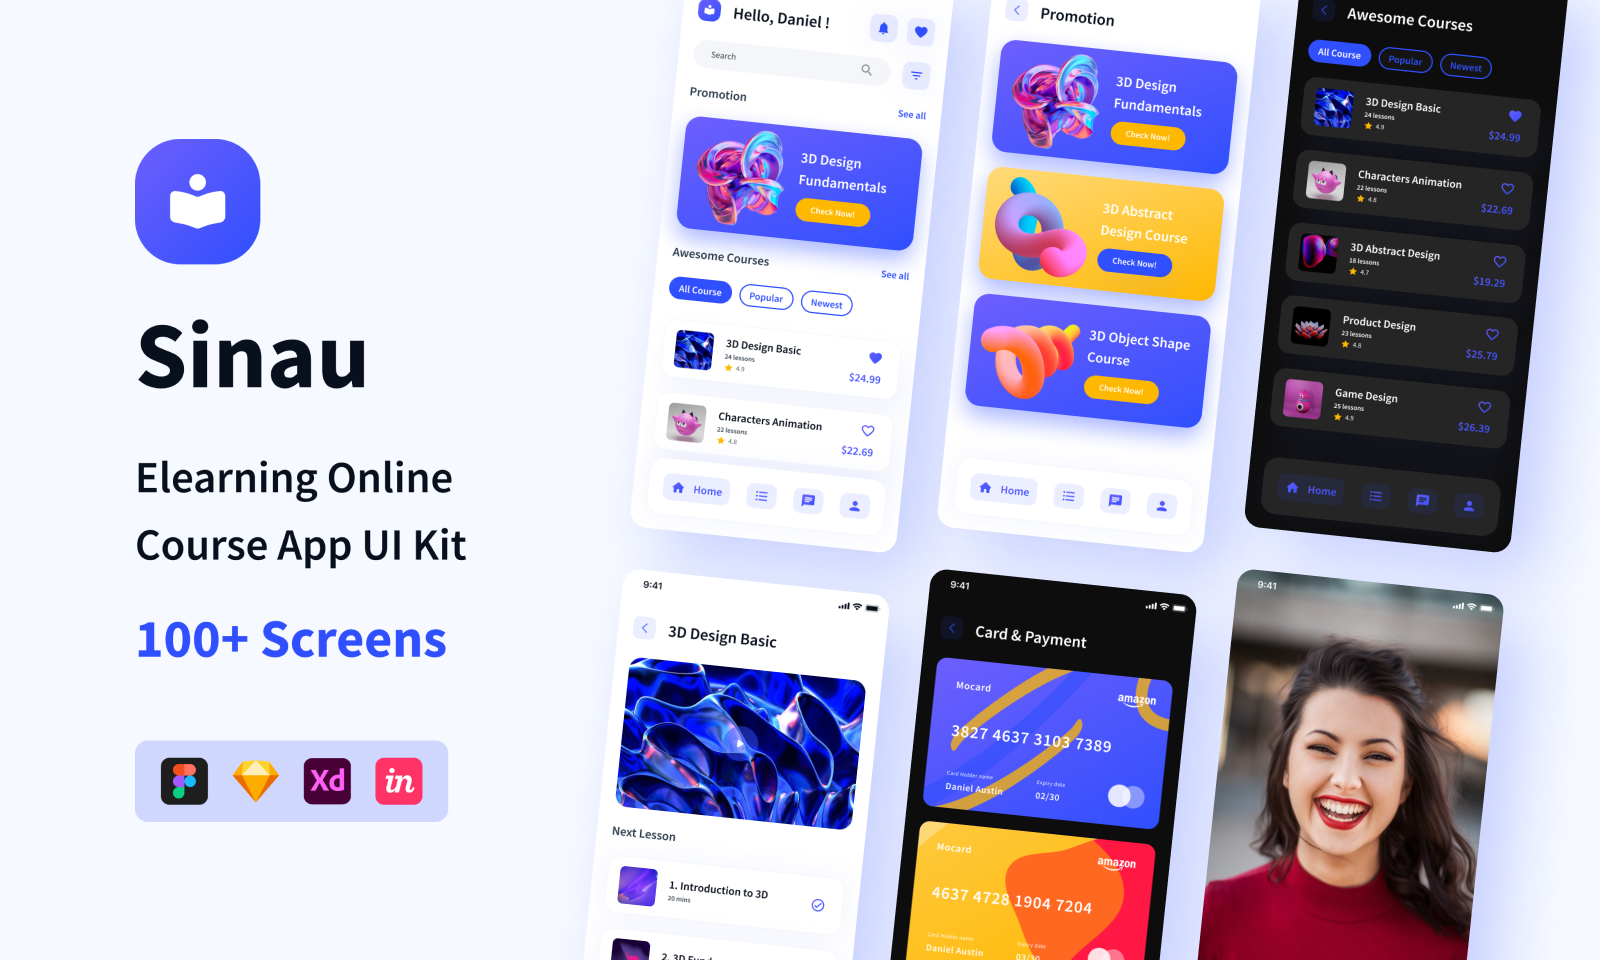 Sinau
Elearning Online
Course App UI Kit
100+ Screens
Xd
in
Hello, Daniel !
Search
Promotion
See all
3D Design
Fundamentals
Check Now!
Awesome Courses
See all
All Course
Popular
Newest
3D Design Basic
24 lessons
4.9
$24.99
Characters Animation
22 lessons
4.8
$22.69
Home
Promotion
3D Design
Fundamentals
Check Now!
3D Abstract
Design Course
Check Now!
3D Object Shape
Course
Check Now!
Home
Awesome Courses
All Course
Popular
Newest
3D Design Basic
24 lessons
4.9
$24.99
Characters Animation
22 lessons
4.8
$22.69
3D Abstract Design
18 lessons
4.7
$19.29
Product Design
23 lessons
4.8
$25.79
Game Design
25 lessons
4.9
$26.39
Home
9:41
3D Design Basic
Next Lesson
1. Introduction to 3D
20 mins
2. 3D
9:41
Card & Payment
Mocard
amazon
3827 4637 3103 7389
Card Holder name
Daniel Austin
Expiry date
02/30
Mocard
amazon
4637 4728 1904 7204
Card Holder name
Daniel Austin
Expiry date
03/30
9:41